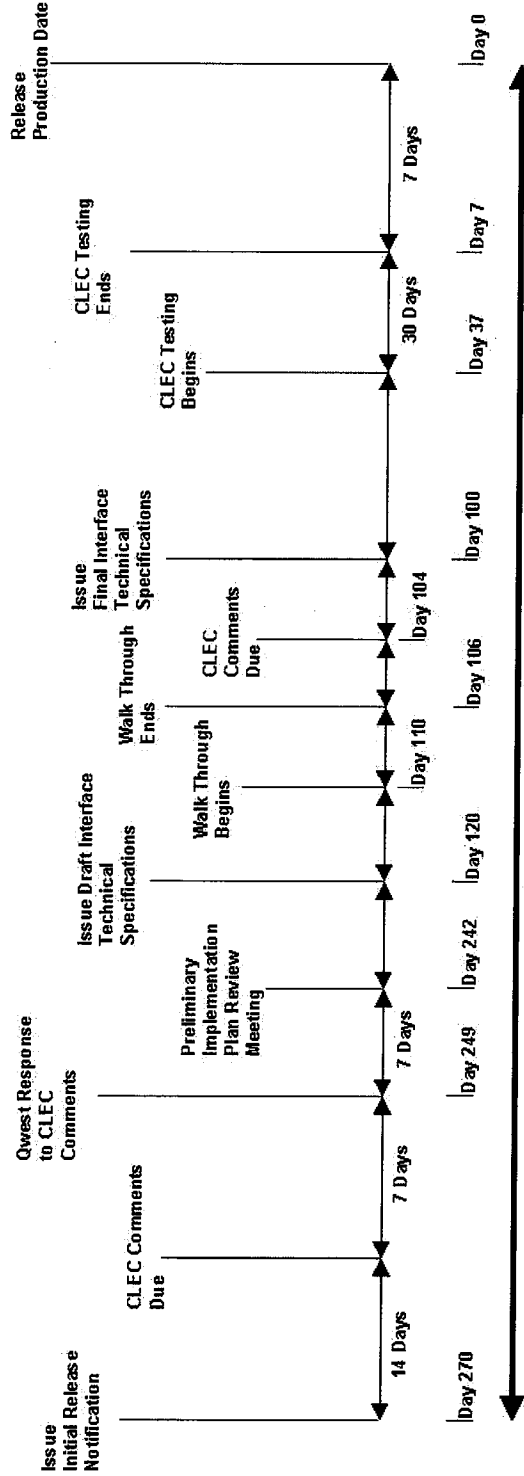 Issue
Initial Release
Notification
CLEC Comments
Due
Qwest Response
to CLEC
Comments
Preliminary
Implementation
Plan Review
Meeting
Issue Draft Interface
Technical
Specifications
Walk Through
Begins
Walk Through
Ends
CLEC
Comments
Due
Issue
Final Interface
Technical
Specifications
CLEC Testing
Begins
CLEC Testing
Ends
Release
Production Date
14 Days
7 Days
7 Days
30 Days
7 Days
Day 270
Day 249
Day 242
Day 120
Day 110
Day 106
Day 104
Day 100
Day 37
Day 7
Day 0